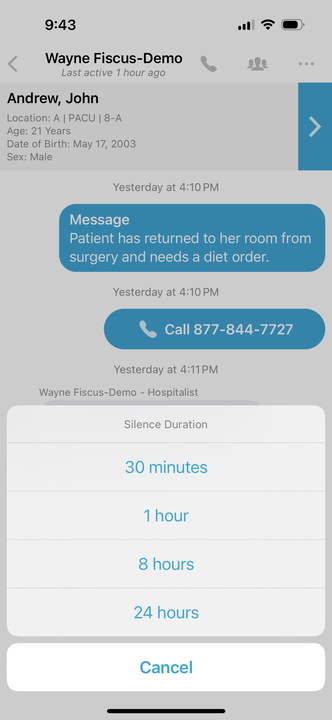 9:43
Wayne Fiscus-Demo
Last active 1 hour ago
Andrew, John
Location: A | PACU | 8-A
Age: 21 Years
Date of Birth: May 17, 2003
Sex: Male
Yesterday at 4:10 PM
Message
Patient has returned to her room from
surgery and needs a diet order.
Yesterday at 4:10 PM
Call 877-844-7727
Yesterday at 4:11 PM
Wayne Fiscus-Demo - Hospitalist
Silence Duration
30 minutes
1 hour
8 hours
24 hours
Cancel